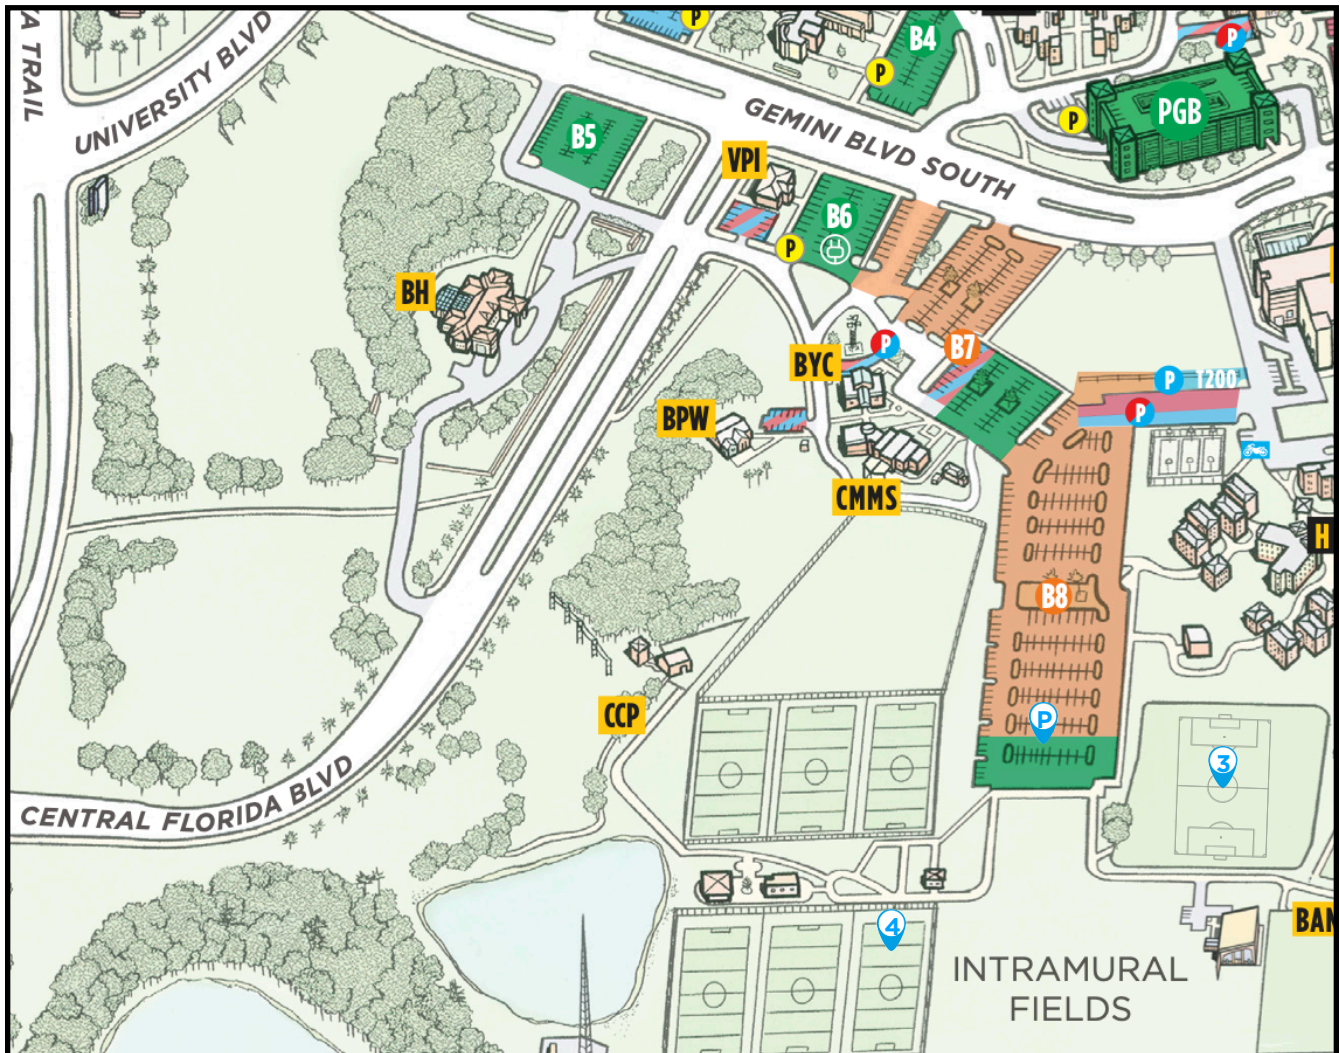 A TRAIL
UNIVERSITY BLVD
P
B4
P
P
PGB
P
GEMINI BLVD SOUTH
B5
VPI
B6
P
BH
BYC
P
B7
P
T200
P
BPW
CMMS
H
B8
CCP
P
3
CENTRAL FLORIDA BLVD
4
BAN
INTRAMURAL
FIELDS